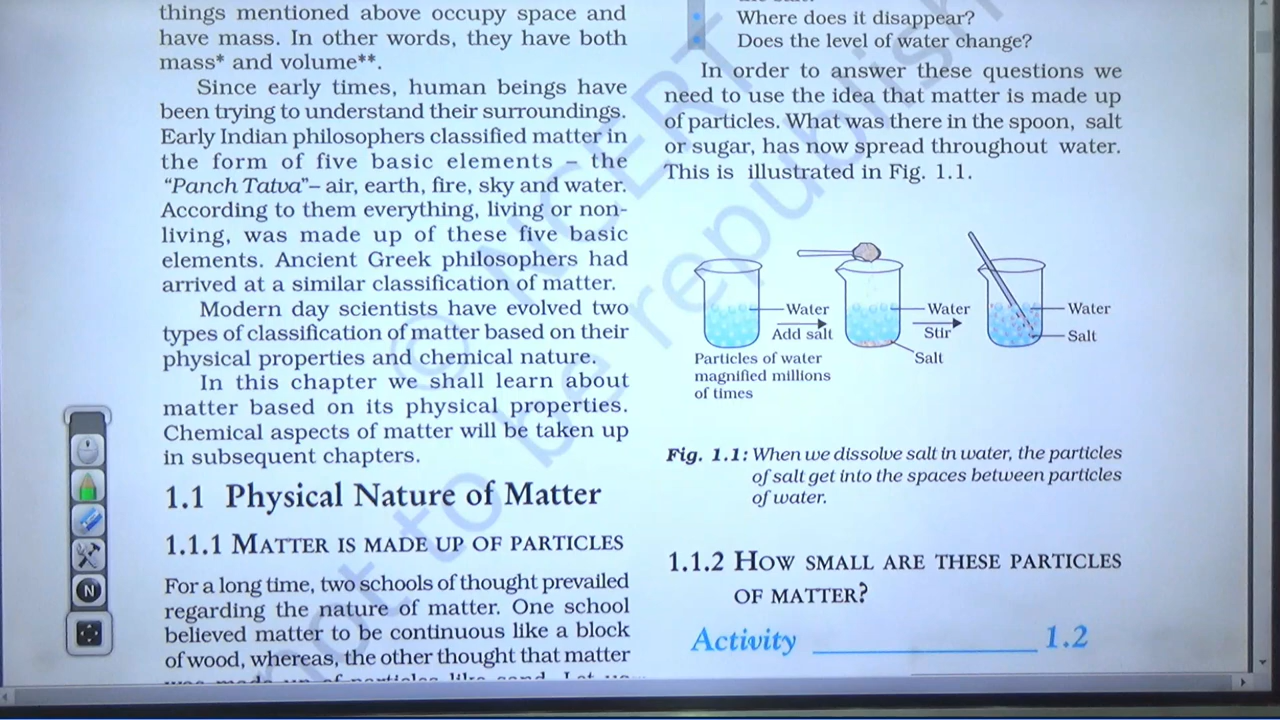 things mentioned above occupy space and
have mass. In other words, they have both
mass* and volume**.
Since early times, human beings have
been trying to understand their surroundings.
Early Indian philosophers classified matter in
the form of five basic elements – the
“Panch Tatva”– air, earth, fire, sky and water.
According to them everything, living or non-
living, was made up of these five basic
elements. Ancient Greek philosophers had
arrived at a similar classification of matter.
Modern day scientists have evolved two
types of classification of matter based on their
physical properties and chemical nature.
In this chapter we shall learn about
matter based on its physical properties.
Chemical aspects of matter will be taken up
in subsequent chapters.
1.1 Physical Nature of Matter
1.1.1 MATTER IS MADE UP OF PARTICLES
For a long time, two schools of thought prevailed
regarding the nature of matter. One school
believed matter to be continuous like a block
of wood, whereas, the other thought that matter
Where does it disappear?
Does the level of water change?
In order to answer these questions we
need to use the idea that matter is made up
of particles. What was there in the spoon, salt
or sugar, has now spread throughout water.
This is illustrated in Fig. 1.1.
Water
Add salt
Water
Stir
Salt
Water
Salt
Particles of water
magnified millions
of times
Fig. 1.1: When we dissolve salt in water, the particles
of salt get into the spaces between particles
of water.
1.1.2 HOW SMALL ARE THESE PARTICLES
OF MATTER?
Activity 1.2
N
© NCERT
not to be republish